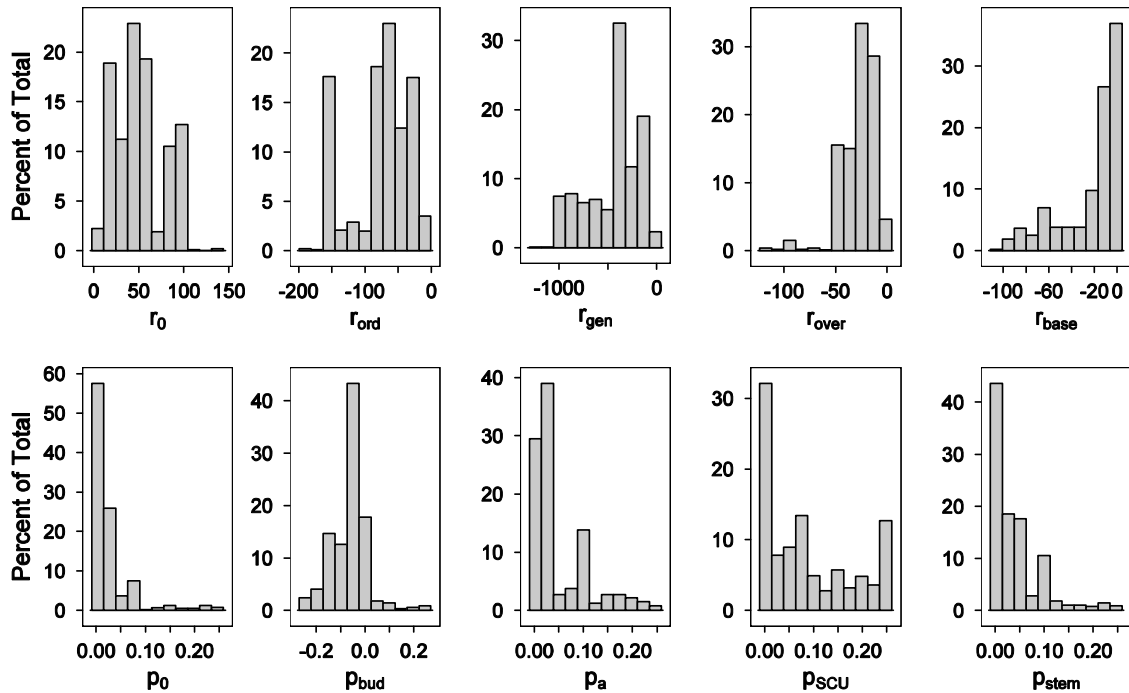 Percent of Total
0 5 10 15 20
0 50 100 150
r0
0 5 10 15 20
-200 -100 0
rord
0 10 20 30
-1000 0
rgen
0 10 20 30
-100 -50 0
rover
0 10 20 30
-100 -60 -20 0
rbase
Percent of Total
0 10 20 30 40 50 60
0.00 0.10 0.20
p0
0 10 20 30 40
-0.2 0.0 0.2
pbud
0 10 20 30 40
0.00 0.10 0.20
pa
0 10 20 30
0.00 0.10 0.20
pSCU
0 10 20 30 40
0.00 0.10 0.20
pstem